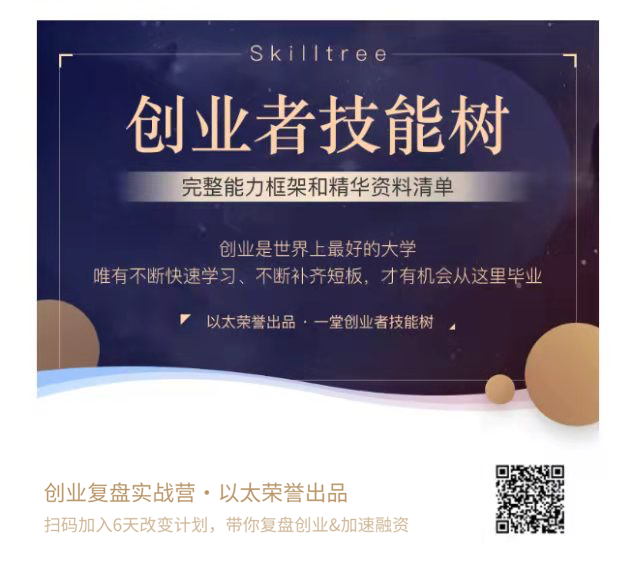 Skilltree
创业者技能树
完整能力框架和精华资料清单
创业是世界上最好的大学
唯有不断快速学习、不断补齐短板，才有机会从这里毕业
以太荣誉出品·一堂创业者技能树
创业复盘实战营·以太荣誉出品
扫码加入6天改变计划，带你复盘创业&加速融资